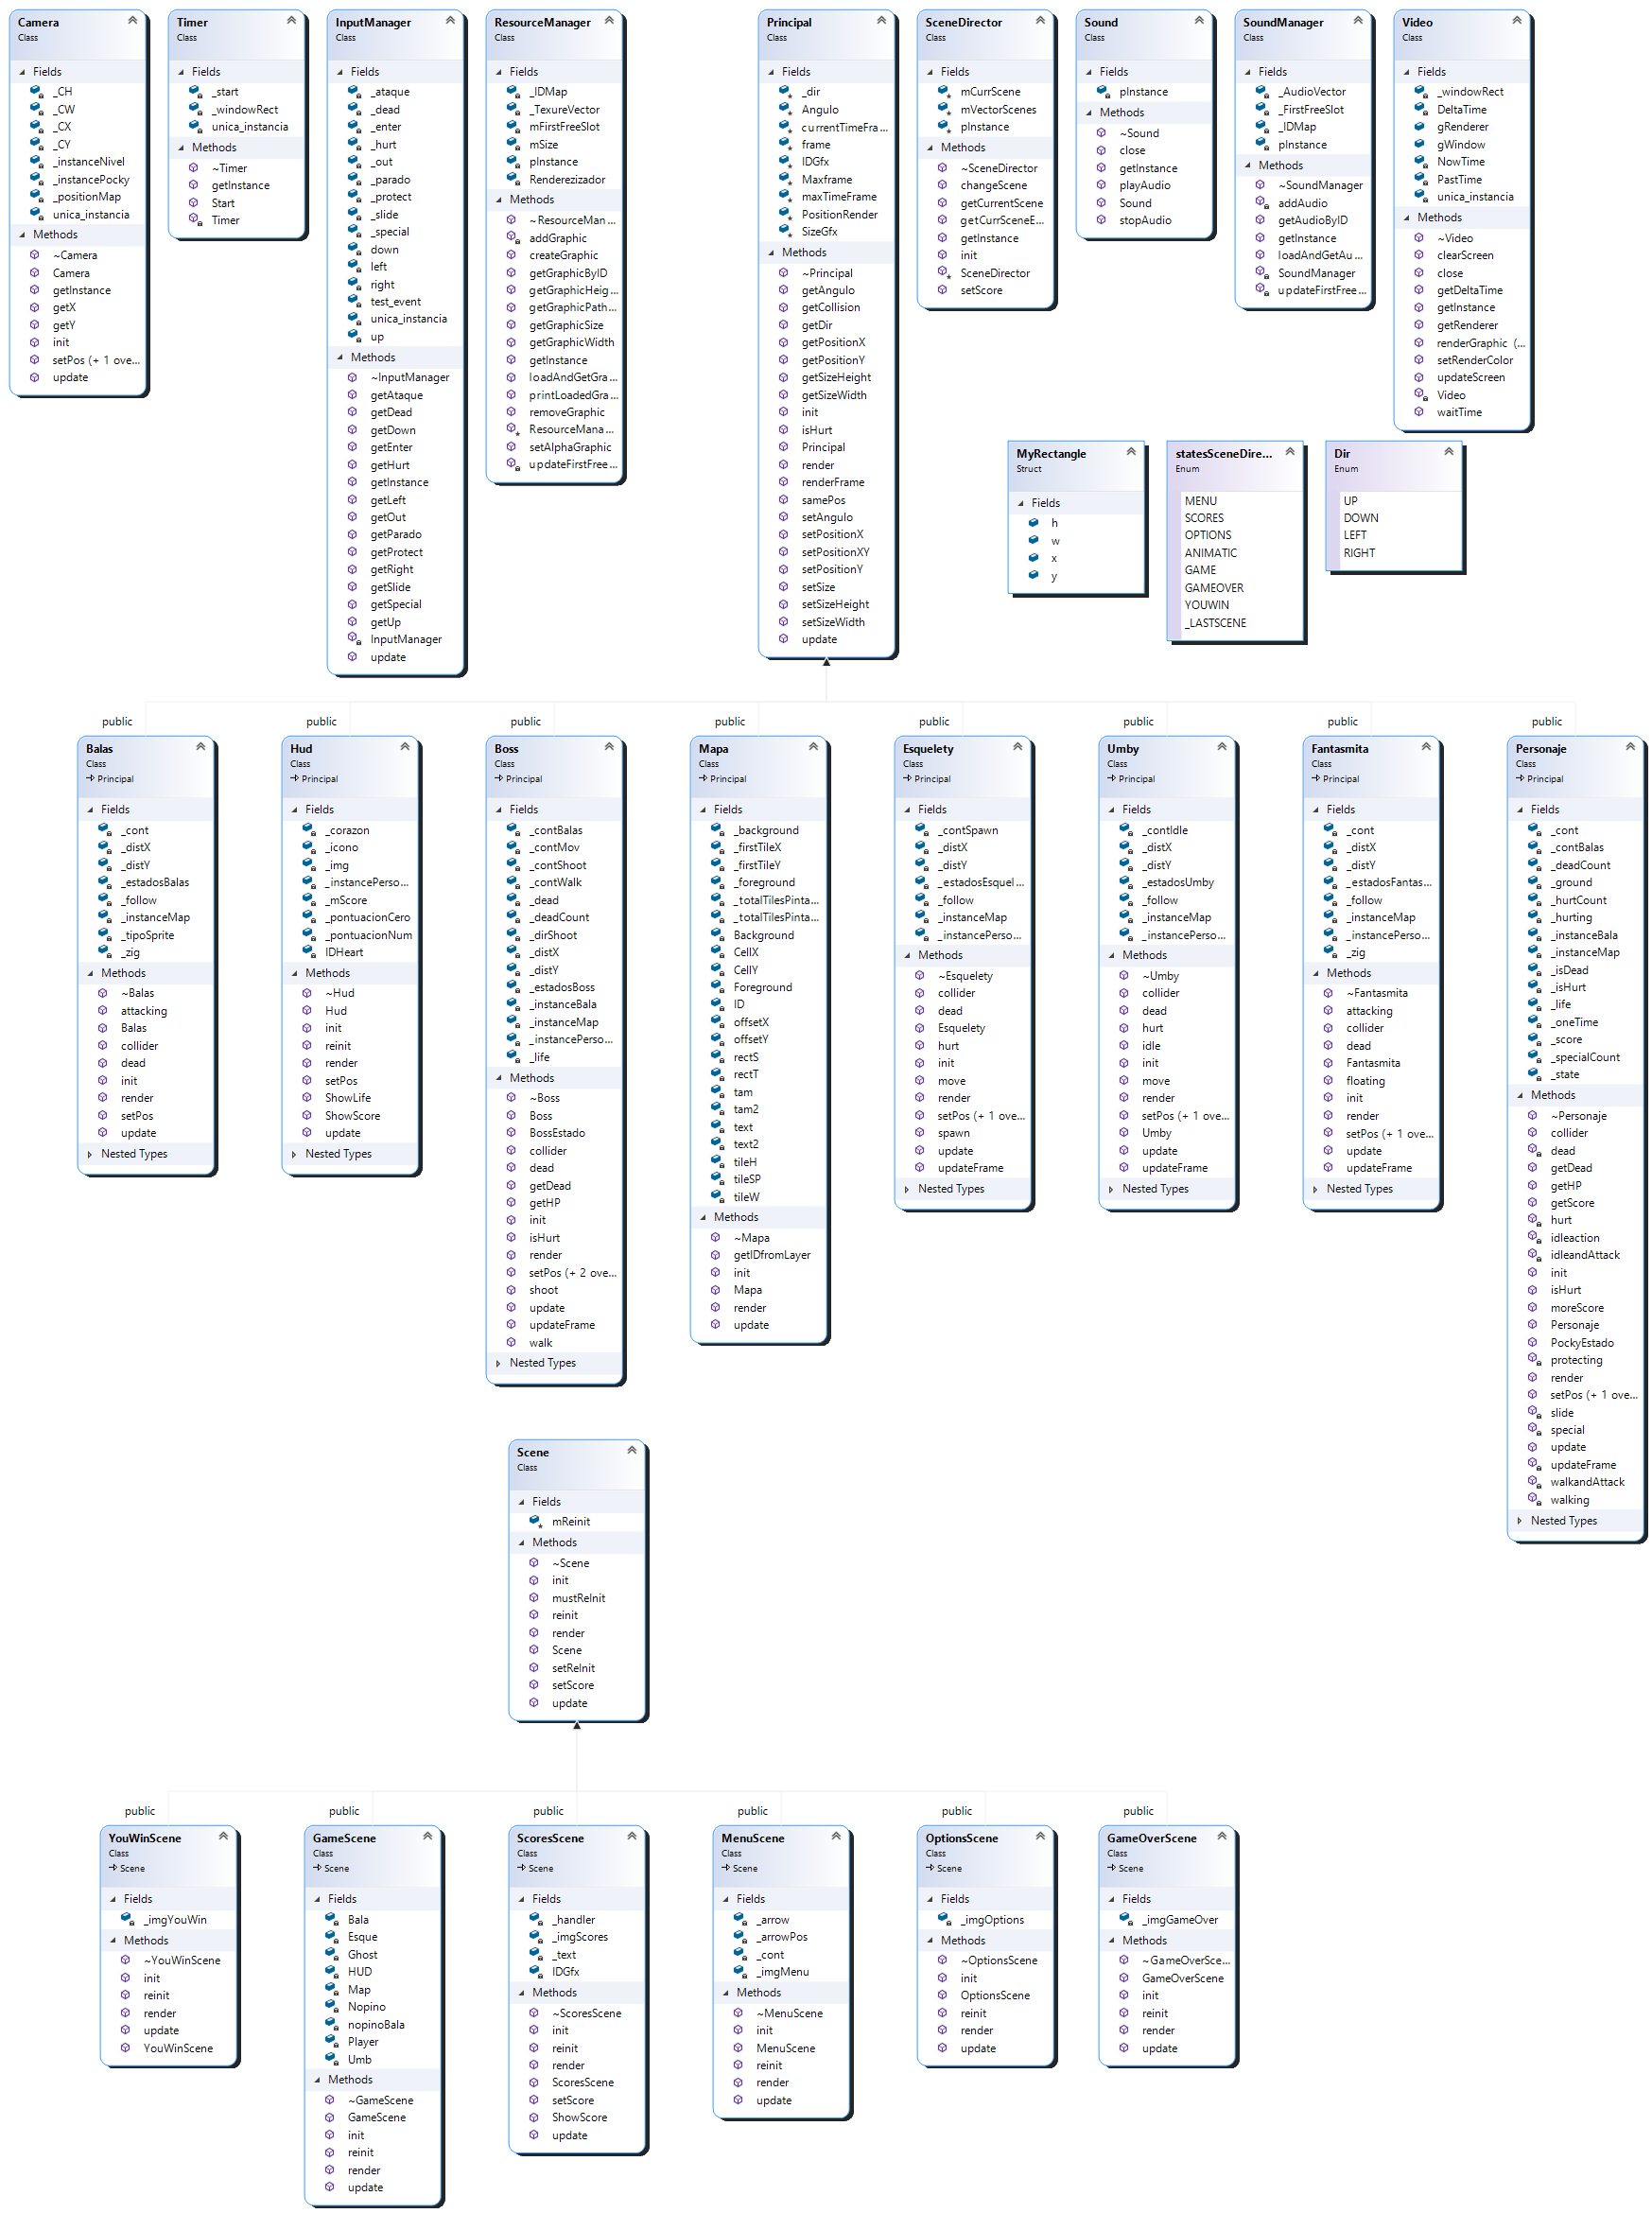 Camera
Class
Fields
_CH
_CW
_CX
_CY
_instanceNivel
_instancePocky
_positionMap
unica_instancia
Methods
~Camera
Camera
getInstance
getX
getY
init
setPos (+ 1 ove...
update
Timer
Class
Fields
_start
_windowRect
unica_instancia
Methods
~Timer
getInstance
Start
Timer
InputManager
Class
Fields
_ataque
_dead
_enter
_hurt
_out
_parado
_protect
_slide
_special
down
left
right
test_event
unica_instancia
up
Methods
~InputManager
getAtaque
getDead
getDown
getEnter
getHurt
getInstance
getLeft
getOut
getParado
getProtect
getRight
getSlide
getSpecial
getUp
InputManager
update
ResourceManager
Class
Fields
_IDMap
_TexureVector
mFirstFreeSlot
mSize
pInstance
Renderezizador
Methods
~ResourceMan...
addGraphic
createGraphic
getGraphicByID
getGraphicHeig...
getGraphicPath...
getGraphicSize
getGraphicWidth
getInstance
loadAndGetGra...
printLoadedGra...
removeGraphic
ResourceMana...
setAlphaGraphic
updateFirstFree...
Principal
Class
Fields
_dir
Angulo
currentTimeFra...
frame
IDGfx
Maxframe
maxTimeFrame
PositionRender
SizeGfx
Methods
~Principal
getAngulo
getCollision
getDir
getPositionX
getPositionY
getSizeHeight
getSizeWidth
init
isHurt
Principal
render
renderFrame
samePos
setAngulo
setPositionX
setPositionXY
setPositionY
setSize
setSizeHeight
setSizeWidth
update
SceneDirector
Class
Fields
mCurrScene
mVectorScenes
pInstance
Methods
~SceneDirector
changeScene
getCurrentScene
getCurrSceneE...
getInstance
init
SceneDirector
setScore
Sound
Class
Fields
pInstance
Methods
~Sound
close
getInstance
playAudio
Sound
stopAudio
SoundManager
Class
Fields
_AudioVector
_FirstFreeSlot
_IDMap
pInstance
Methods
~SoundManager
addAudio
getAudioByID
getInstance
loadAndGetAu...
SoundManager
updateFirstFree...
Video
Class
Fields
_windowRect
DeltaTime
gRenderer
gWindow
NowTime
PastTime
unica_instancia
Methods
~Video
clearScreen
close
getDeltaTime
getInstance
getRenderer
renderGraphic (...
setRenderColor
updateScreen
Video
waitTime
MyRectangle
Struct
Fields
h
w
x
y
statesSceneDire...
Enum
MENU
SCORES
OPTIONS
ANIMATIC
GAME
GAMEOVER
YOUWIN
_LASTSCENE
Dir
Enum
UP
DOWN
LEFT
RIGHT
public
public
public
public
public
public
public
public
Balas
Class
Principal
Fields
_cont
_distX
_distY
_estadosBalas
_follow
_instanceMap
_tipoSprite
_zig
Methods
~Balas
attacking
Balas
collider
dead
init
render
setPos
update
Nested Types
Hud
Class
Principal
Fields
_corazon
_icono
_img
_instancePerso...
_mScore
_pontuacionCero
_pontuacionNum
IDHeart
Methods
~Hud
Hud
init
reinit
render
setPos
ShowLife
ShowScore
update
Nested Types
Boss
Class
Principal
Fields
_contBalas
_contMov
_contShoot
_contWalk
_dead
_deadCount
_dirShoot
_distX
_distY
_estadosBoss
_instanceBala
_instanceMap
_instancePerso...
_life
Methods
~Boss
Boss
BossEstado
collider
dead
getDead
getHP
init
isHurt
render
setPos (+ 2 ove...
shoot
update
updateFrame
walk
Nested Types
Mapa
Class
Principal
Fields
_background
_firstTileX
_firstTileY
_foreground
_totalTilesPinta...
_totalTilesPinta...
Background
CellX
CellY
Foreground
ID
offsetX
offsetY
rectS
rectT
tam
tam2
text
text2
tileH
tileSP
tileW
Methods
~Mapa
getIDfromLayer
init
Mapa
render
update
Esquelety
Class
Principal
Fields
_contSpawn
_distX
_distY
_estadosEsquel...
_follow
_instanceMap
_instancePerso...
Methods
~Esquelety
collider
dead
Esquelety
hurt
init
move
render
setPos (+ 1 ove...
spawn
update
updateFrame
Nested Types
Umby
Class
Principal
Fields
_contIdle
_distX
_distY
_estadosUmby
_follow
_instanceMap
_instancePerso...
Methods
~Umby
collider
dead
hurt
idle
init
move
render
setPos (+ 1 ove...
Umby
update
updateFrame
Nested Types
Fantasmita
Class
Principal
Fields
_cont
_distX
_distY
_estadosFantas...
_follow
_instanceMap
_instancePerso...
_zig
Methods
~Fantasmita
attacking
collider
dead
Fantasmita
floating
init
render
setPos (+ 1 ove...
update
updateFrame
Nested Types
Personaje
Class
Principal
Fields
_cont
_contBalas
_deadCount
_ground
_hurtCount
_hurting
_instanceBala
_instanceMap
_isDead
_isHurt
_life
_oneTime
_score
_specialCount
_state
Methods
~Personaje
collider
dead
getDead
getHP
getScore
hurt
idleaction
idleandAttack
init
isHurt
moreScore
Personaje
PockyEstado
protecting
render
setPos (+ 1 ove...
slide
special
update
updateFrame
walkandAttack
walking
Nested Types
Scene
Class
Fields
mReinit
Methods
~Scene
init
mustReInit
reinit
render
Scene
setReInit
setScore
update
public
public
public
public
public
public
YouWinScene
Class
Scene
Fields
_imgYouWin
Methods
~YouWinScene
init
reinit
render
update
YouWinScene
GameScene
Class
Scene
Fields
Bala
Esque
Ghost
HUD
Map
Nopino
nopinoBala
Player
Umb
Methods
~GameScene
GameScene
init
reinit
render
update
ScoresScene
Class
Scene
Fields
_handler
_imgScores
_text
IDGfx
Methods
~ScoresScene
init
reinit
render
ScoresScene
setScore
ShowScore
update
MenuScene
Class
Scene
Fields
_arrow
_arrowPos
_cont
_imgMenu
Methods
~MenuScene
init
MenuScene
reinit
render
update
OptionsScene
Class
Scene
Fields
_imgOptions
Methods
~OptionsScene
init
OptionsScene
reinit
render
update
GameOverScene
Class
Scene
Fields
_imgGameOver
Methods
~GameOverSce...
GameOverScene
init
reinit
render
update